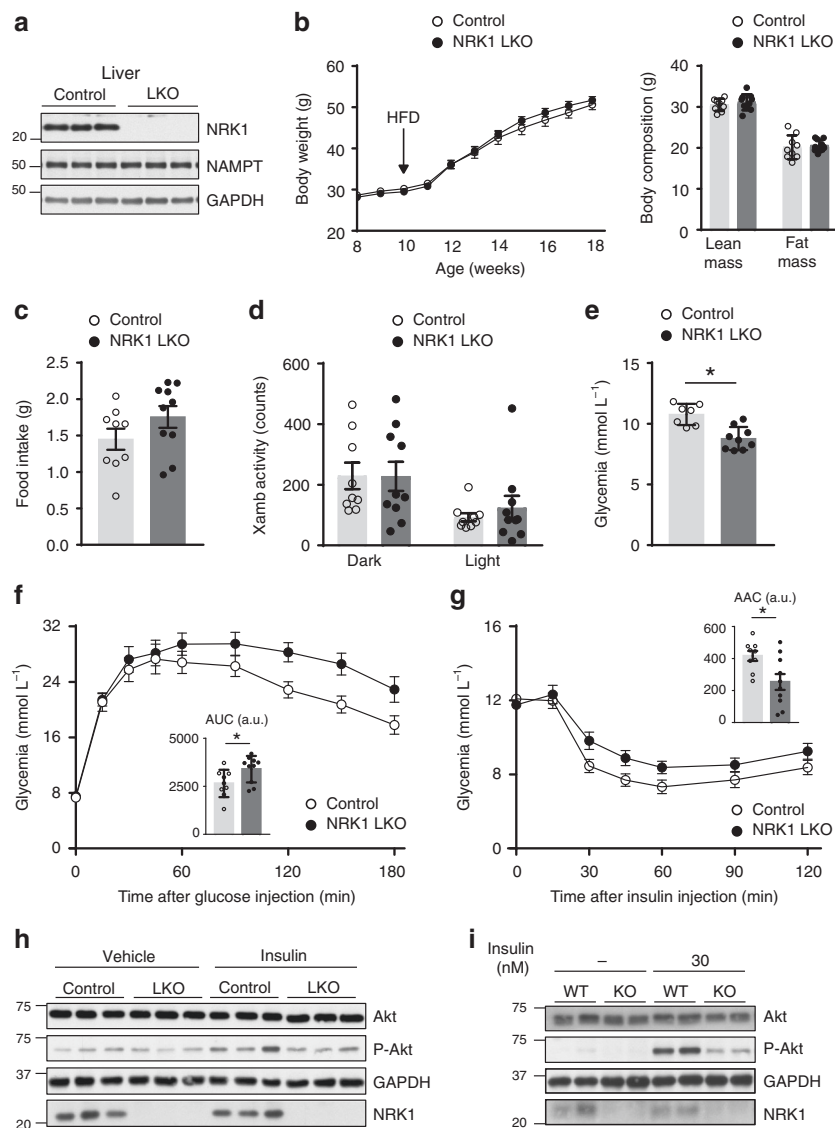 a
Liver
Control LKO
20 NRK1
50 NAMPT
50 GAPDH
b
Control
NRK1 LKO
Body weight (g)
60
50
40
30
20
HFD
8 10 12 14 16 18
Age (weeks)
Control
NRK1 LKO
Body composition (g)
40
30
20
10
0
Lean mass
Fat mass
c
Control
NRK1 LKO
Food intake (g)
2.5
2.0
1.5
1.0
0.5
0.0
d
Control
NRK1 LKO
Xamb activity (counts)
600
400
200
0
Dark Light
e
Control
NRK1 LKO
Glycemia (mmol L−1)
15
10
5
0
*
f
Glycemia (mmol L−1)
32
24
16
8
0
AUC (a.u.)
*
5000
2500
0
Control
NRK1 LKO
0 60 120 180
Time after glucose injection (min)
g
Glycemia (mmol L−1)
16
12
8
4
0
AAC (a.u.)
*
600
400
200
0
Control
NRK1 LKO
0 30 60 90 120
Time after insulin injection (min)
h
Vehicle Insulin
Control LKO Control LKO
75 Akt
75 P-Akt
37 GAPDH
20 NRK1
i
Insulin (nM) – 30
WT KO WT KO
75 Akt
75 P-Akt
37 GAPDH
20 NRK1